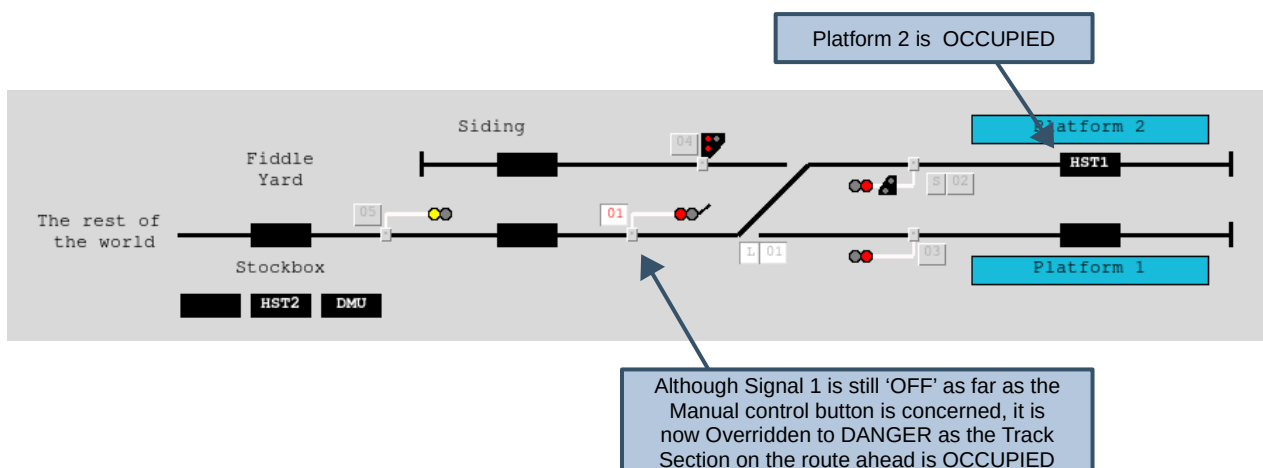 Platform 2 is OCCUPIED
Siding
04
Platform 2
Fiddle
Yard
HST1
S 02
The rest of
the world
05
01
L 01
03
Stockbox
Platform 1
HST2 DMU
Although Signal 1 is still ‘OFF’ as far as the
Manual control button is concerned, it is
now Overridden to DANGER as the Track
Section on the route ahead is OCCUPIED